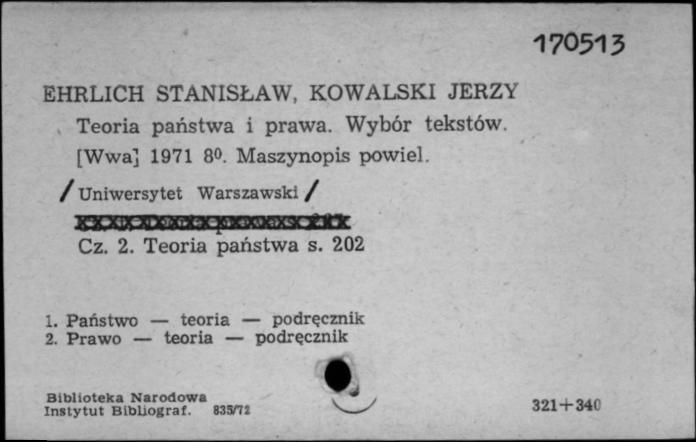 170513
EHRLICH STANISŁAW, KOWALSKI JERZY
Teoria państwa i prawa. Wybór tekstów.
[Wwa] 1971 8⁰. Maszynopis powiel.
/ Uniwersytet Warszawski /
Cz. 2. Teoria państwa s. 202
1. Państwo — teoria — podręcznik
2. Prawo — teoria — podręcznik
Biblioteka Narodowa
Instytut Bibliograf. 835/72
321+340